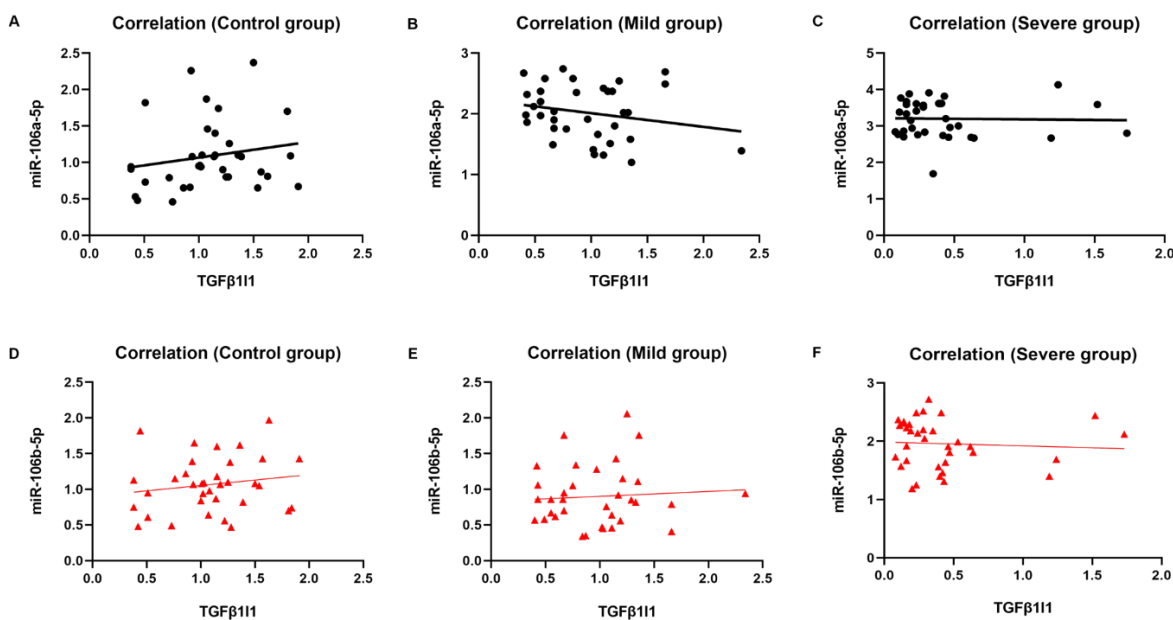 A
Correlation (Control group)
miR-106a-5p
2.5
2.0
1.5
1.0
0.5
0.0
0.0 0.5 1.0 1.5 2.0 2.5
TGFβ1I1
B
Correlation (Mild group)
miR-106a-5p
3
2
1
0
0.0 0.5 1.0 1.5 2.0 2.5
TGFβ1I1
C
Correlation (Severe group)
miR-106a-5p
5
4
3
2
1
0
0.0 0.5 1.0 1.5 2.0
TGFβ1I1
D
Correlation (Control group)
miR-106b-5p
2.5
2.0
1.5
1.0
0.5
0.0
0.0 0.5 1.0 1.5 2.0 2.5
TGFβ1I1
E
Correlation (Mild group)
miR-106b-5p
2.5
2.0
1.5
1.0
0.5
0.0
0.0 0.5 1.0 1.5 2.0 2.5
TGFβ1I1
F
Correlation (Severe group)
miR-106b-5p
3
2
1
0
0.0 0.5 1.0 1.5 2.0
TGFβ1I1